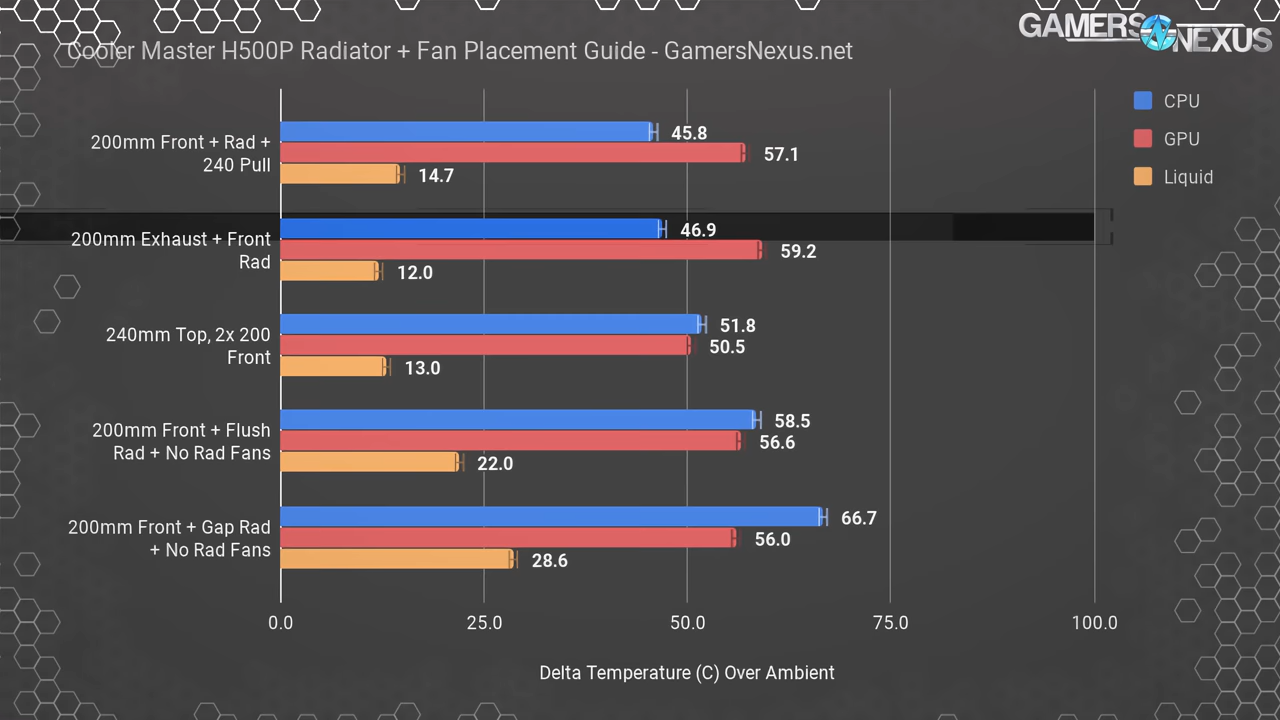 Cooler Master H500P Radiator + Fan Placement Guide - GamersNexus.net
GAMERS NEXUS
CPU
GPU
Liquid
200mm Front + Rad +
240 Pull
45.8
57.1
14.7
200mm Exhaust + Front
Rad
46.9
59.2
12.0
240mm Top, 2x 200
Front
51.8
50.5
13.0
200mm Front + Flush
Rad + No Rad Fans
58.5
56.6
22.0
200mm Front + Gap Rad
+ No Rad Fans
66.7
56.0
28.6
0.0 25.0 50.0 75.0 100.0
Delta Temperature (C) Over Ambient